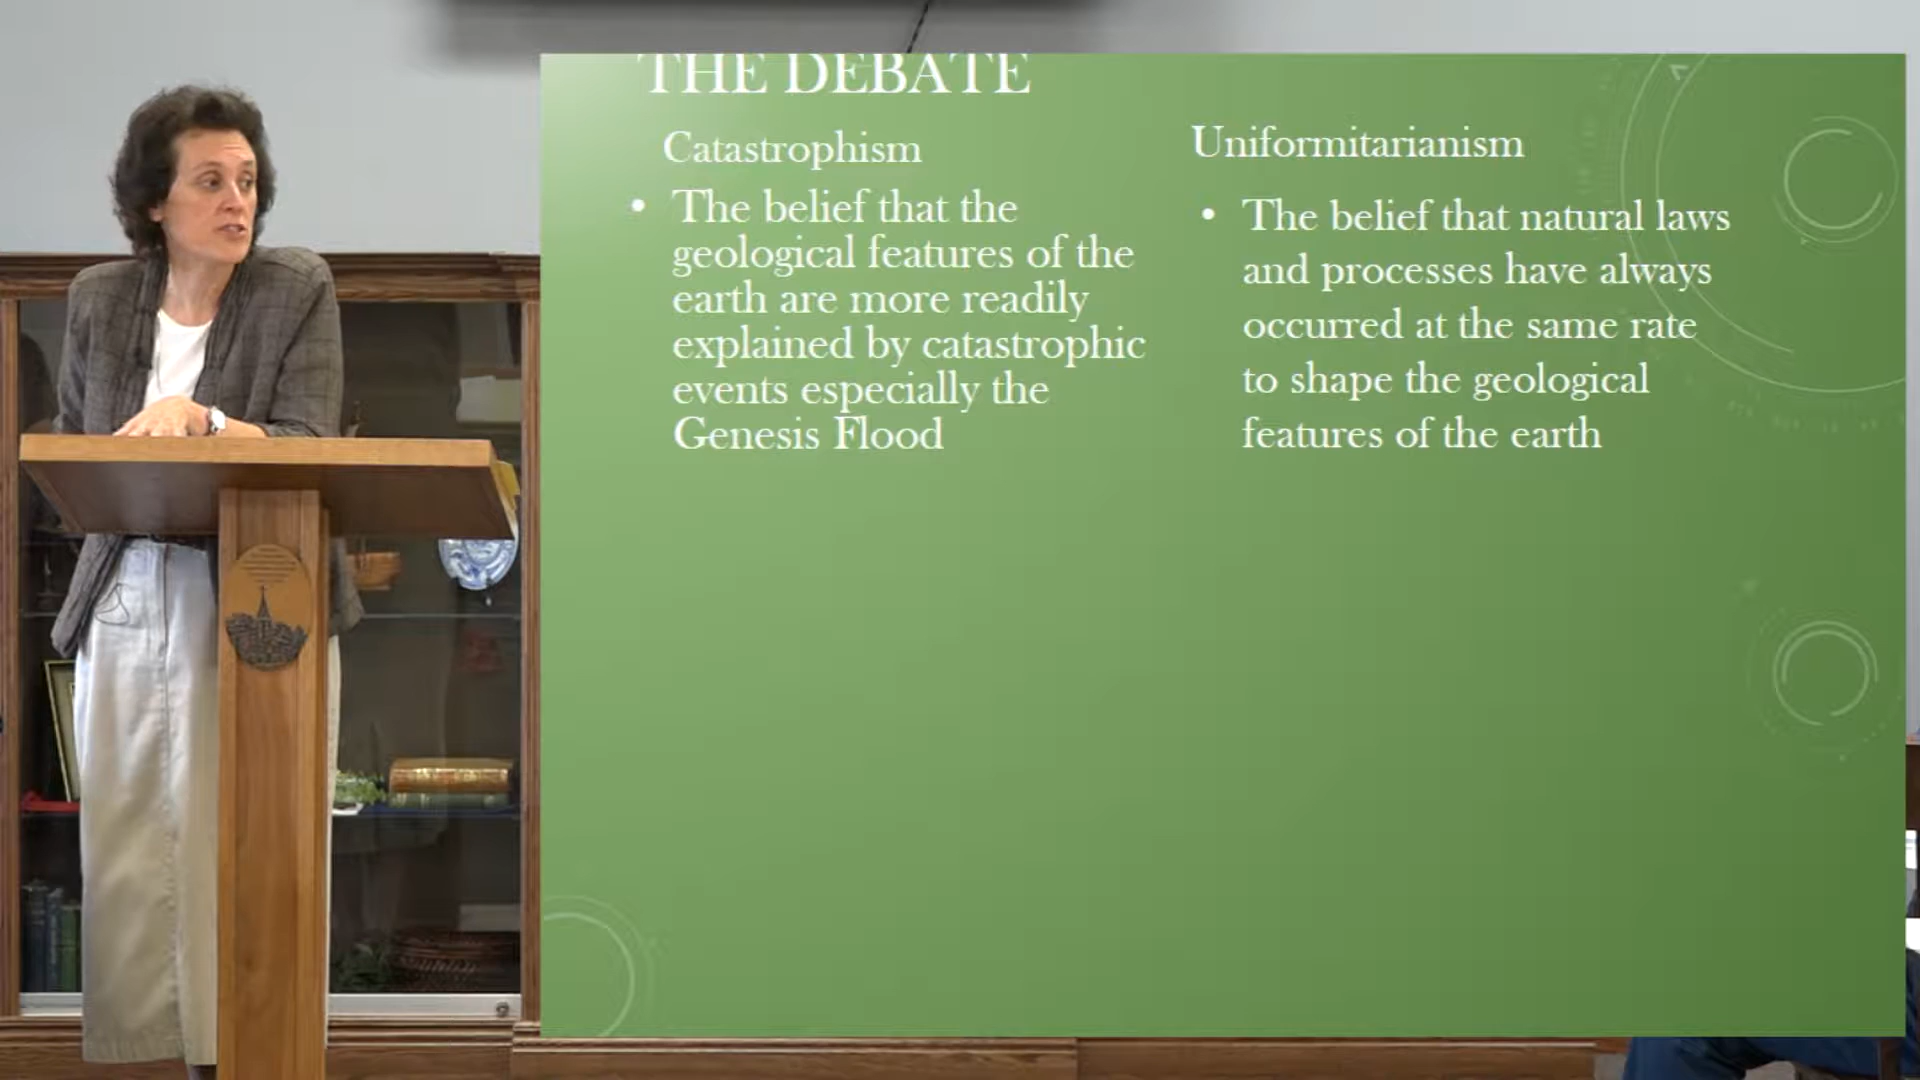 THE DEBATE
Catastrophism
• The belief that the
geological features of the
earth are more readily
explained by catastrophic
events especially the
Genesis Flood
Uniformitarianism
• The belief that natural laws
and processes have always
occurred at the same rate
to shape the geological
features of the earth